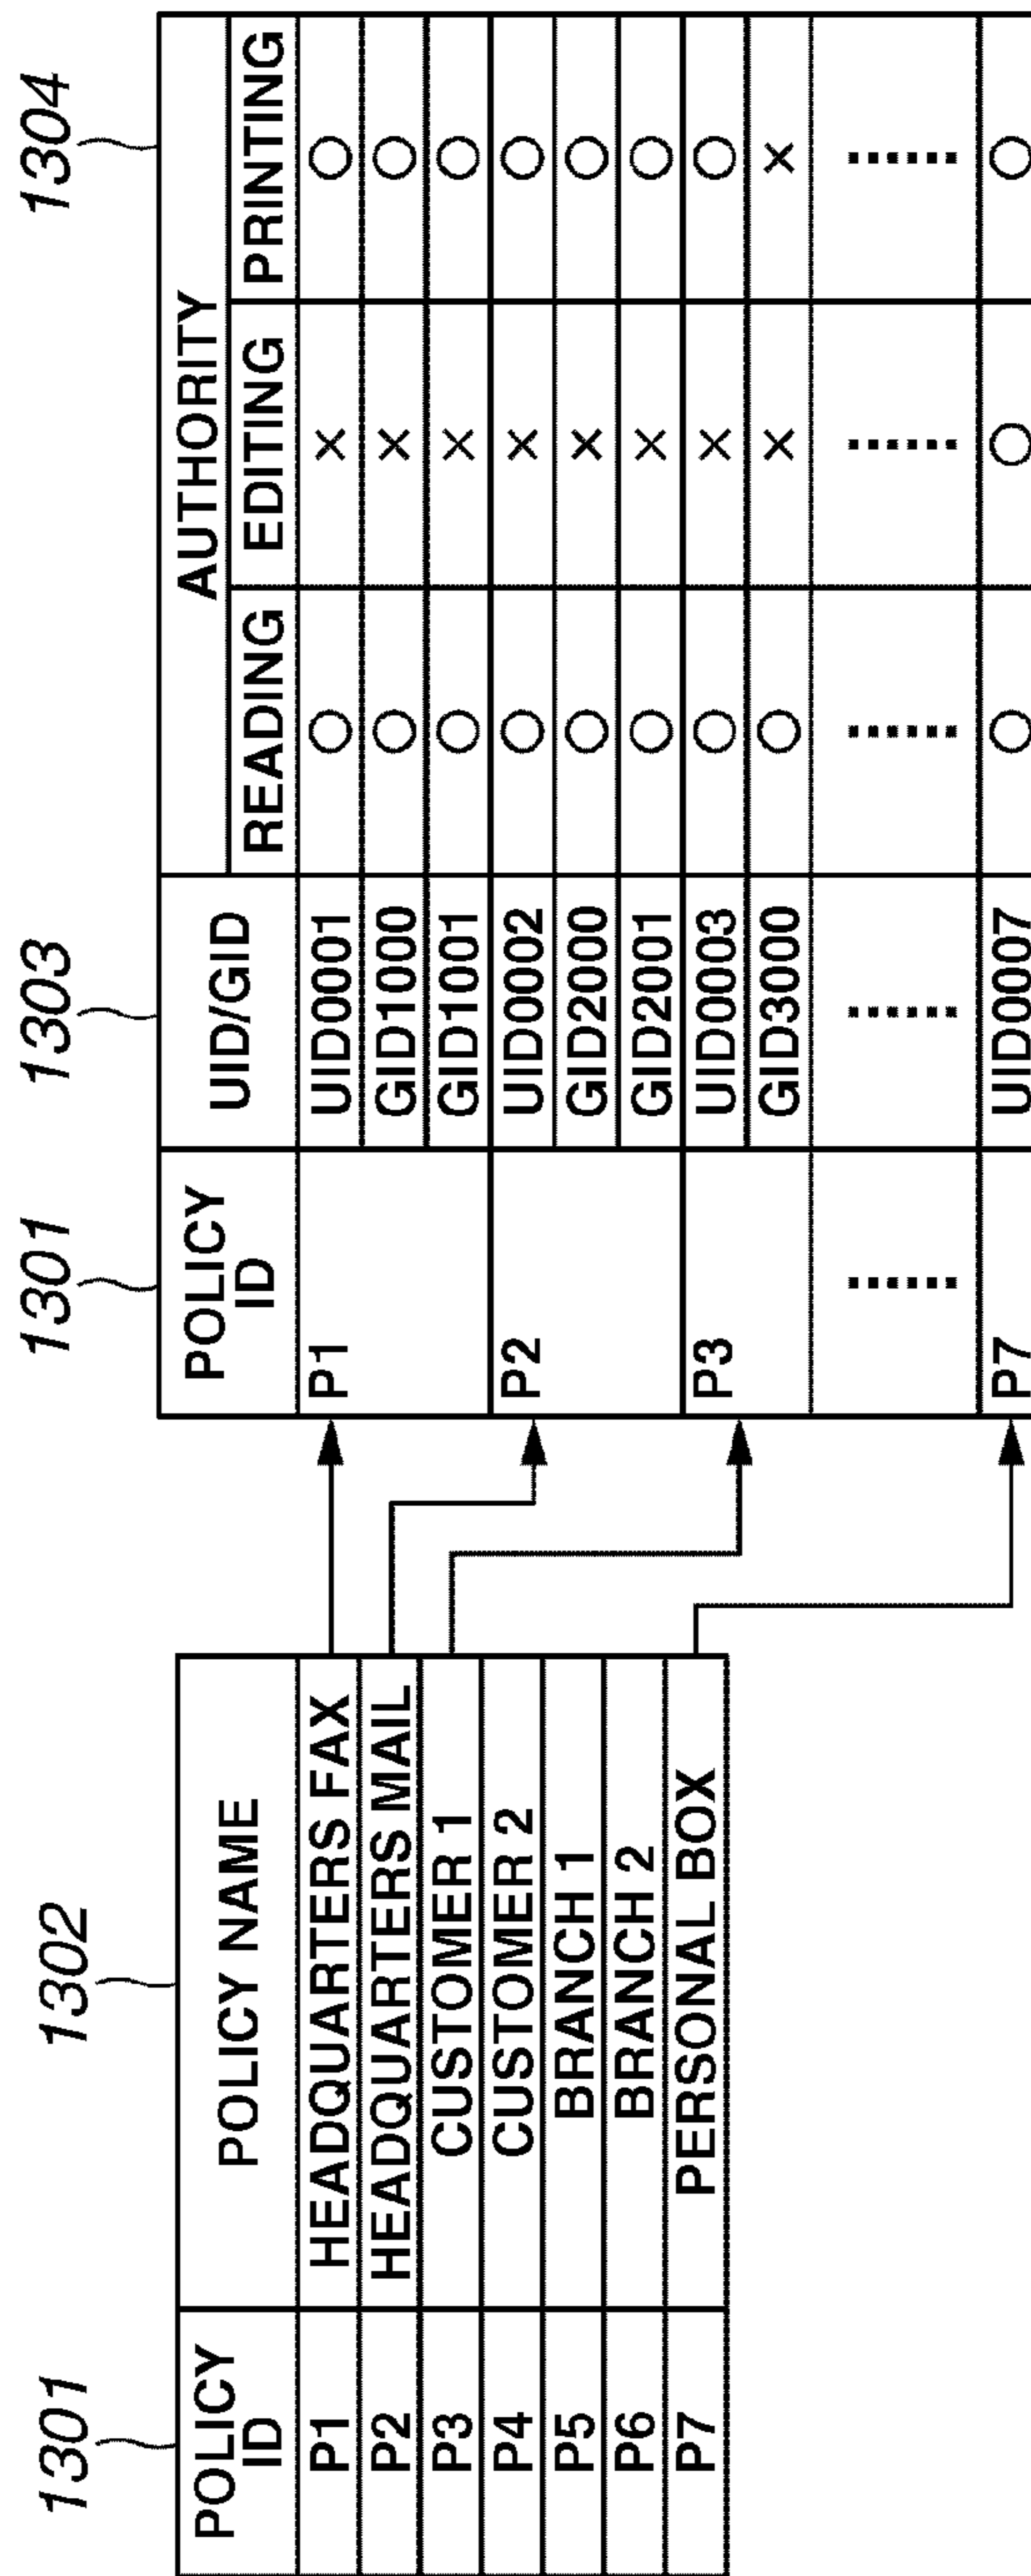 1301
1302
POLICY ID | POLICY NAME
P1 | HEADQUARTERS FAX
P2 | HEADQUARTERS MAIL
P3 | CUSTOMER 1
P4 | CUSTOMER 2
P5 | BRANCH 1
P6 | BRANCH 2
P7 | PERSONAL BOX
1301
1303
1304
POLICY ID | UID/GID | AUTHORITY
READING | EDITING | PRINTING
P1 | UID0001 | ○ | × | ○
GID1000 | ○ | × | ○
GID1001 | ○ | × | ○
P2 | UID0002 | ○ | × | ○
GID2000 | ○ | × | ○
GID2001 | ○ | × | ○
P3 | UID0003 | ○ | × | ○
GID3000 | ○ | × | ×
...... | ...... | ...... | ...... | ......
P7 | UID0007 | ○ | ○ | ○